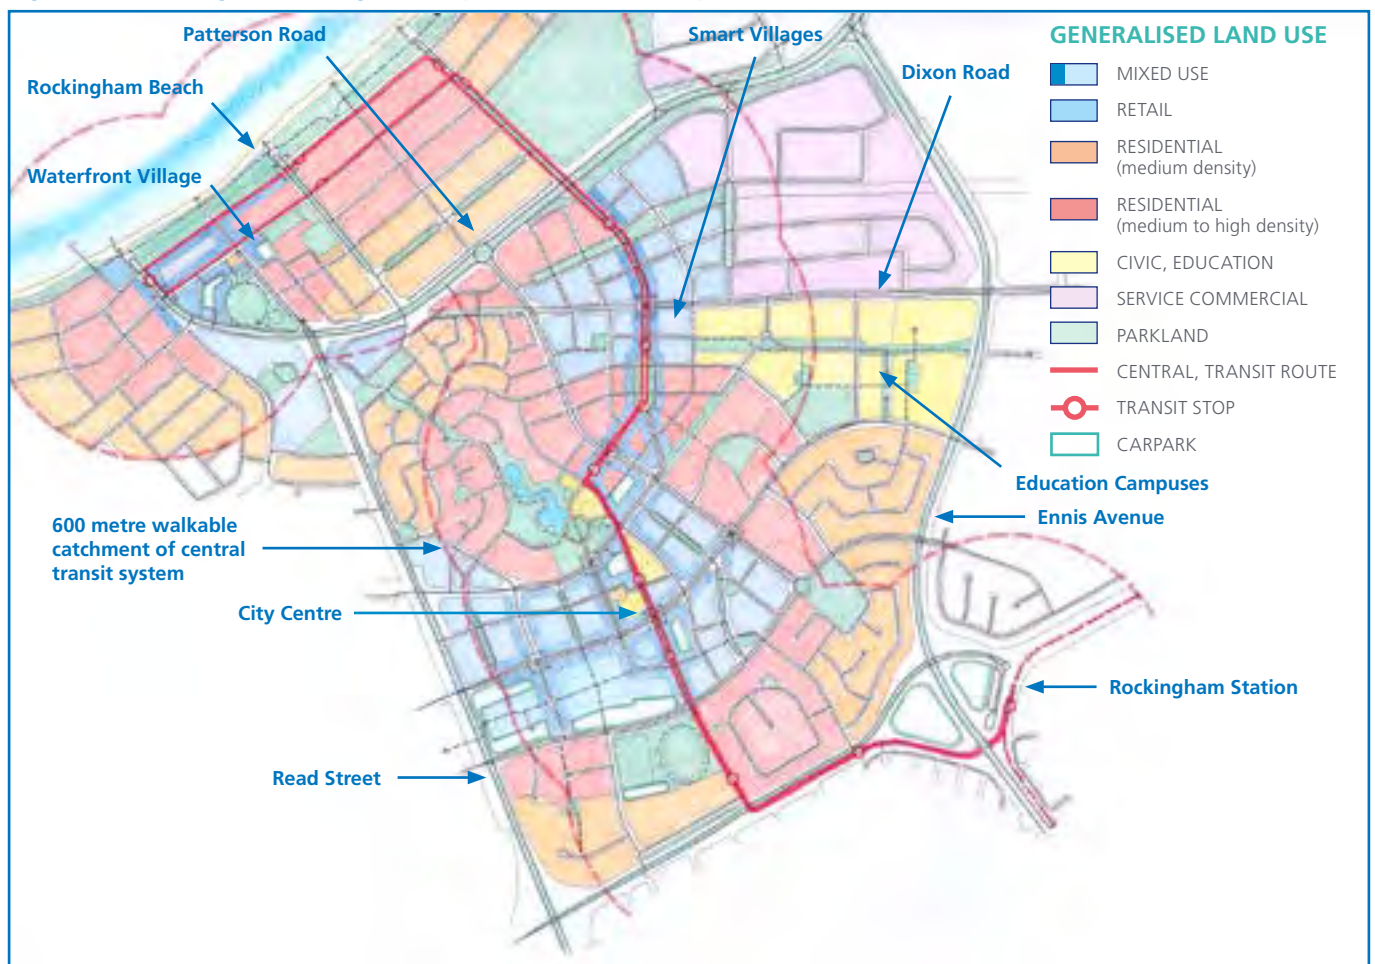 Patterson Road
Smart Villages
Rockingham Beach
Dixon Road
Waterfront Village
GENERALISED LAND USE
MIXED USE
RETAIL
RESIDENTIAL
(medium density)
RESIDENTIAL
(medium to high density)
CIVIC, EDUCATION
SERVICE COMMERCIAL
PARKLAND
CENTRAL, TRANSIT ROUTE
TRANSIT STOP
CARPARK
Education Campuses
Ennis Avenue
600 metre walkable
catchment of central
transit system
City Centre
Rockingham Station
Read Street